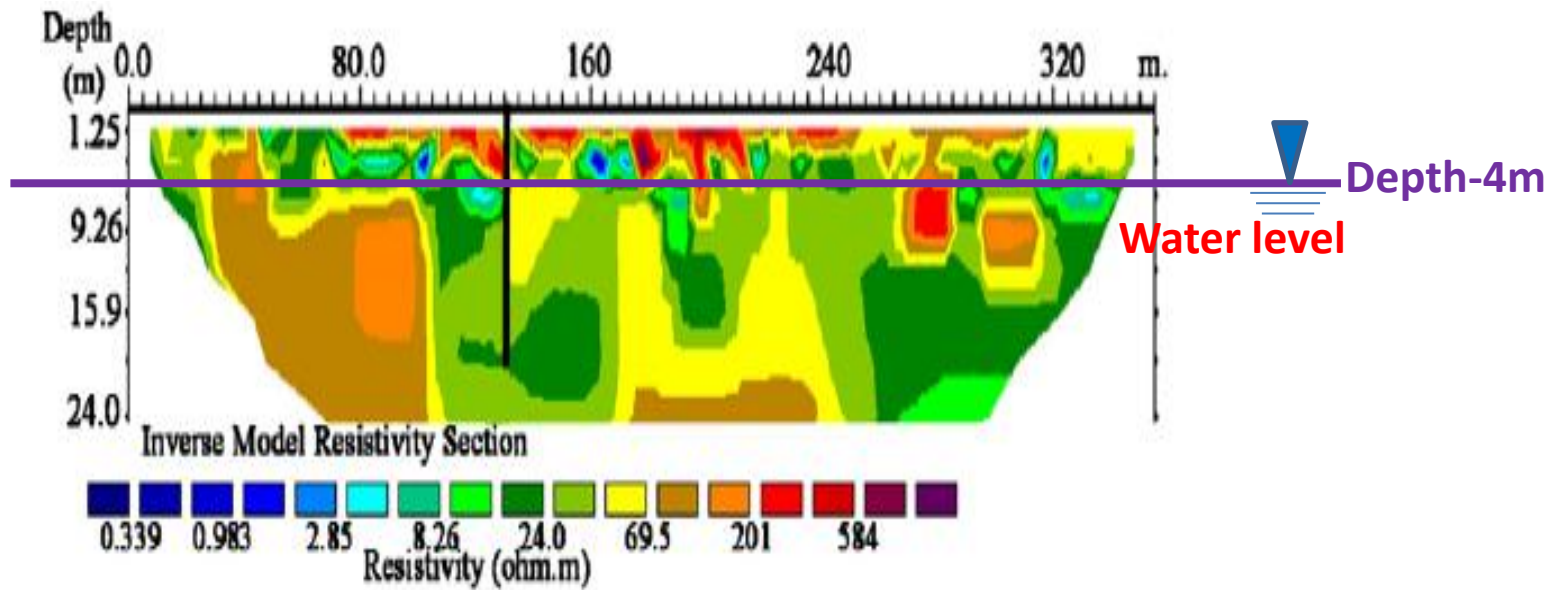 Depth
(m)
0.0 80.0 160 240 320 m.
1.25
Depth-4m
9.26
Water level
15.9
24.0
Inverse Model Resistivity Section
0.339 0.983 2.85 8.26 24.0 69.5 201 584
Resistivity (ohm.m)